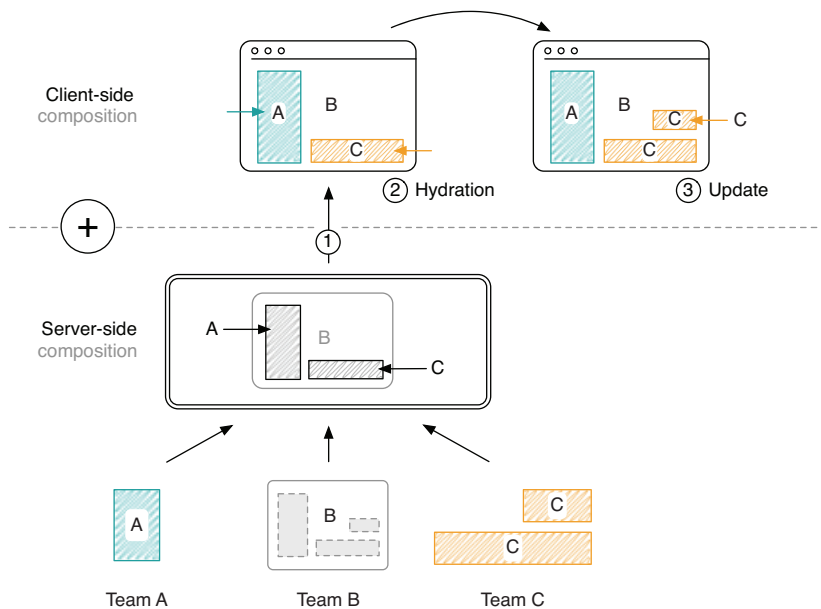 Client-side
composition
A
B
C
A
B
C
C
C
2 Hydration
3 Update
+
1
Server-side
composition
A
B
C
A
B
C
C
Team A
Team B
Team C